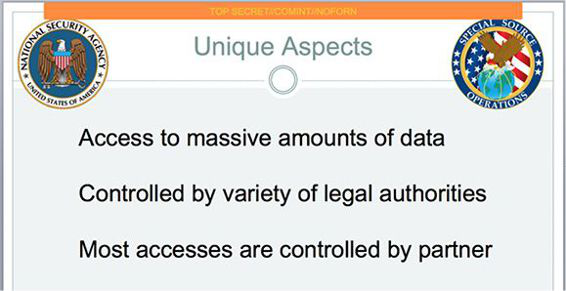 TOP SECRET//COMINT//NOFORN
NATIONAL SECURITY AGENCY
UNITED STATES OF AMERICA
Unique Aspects
SPECIAL SOURCE
OPERATIONS
Access to massive amounts of data
Controlled by variety of legal authorities
Most accesses are controlled by partner